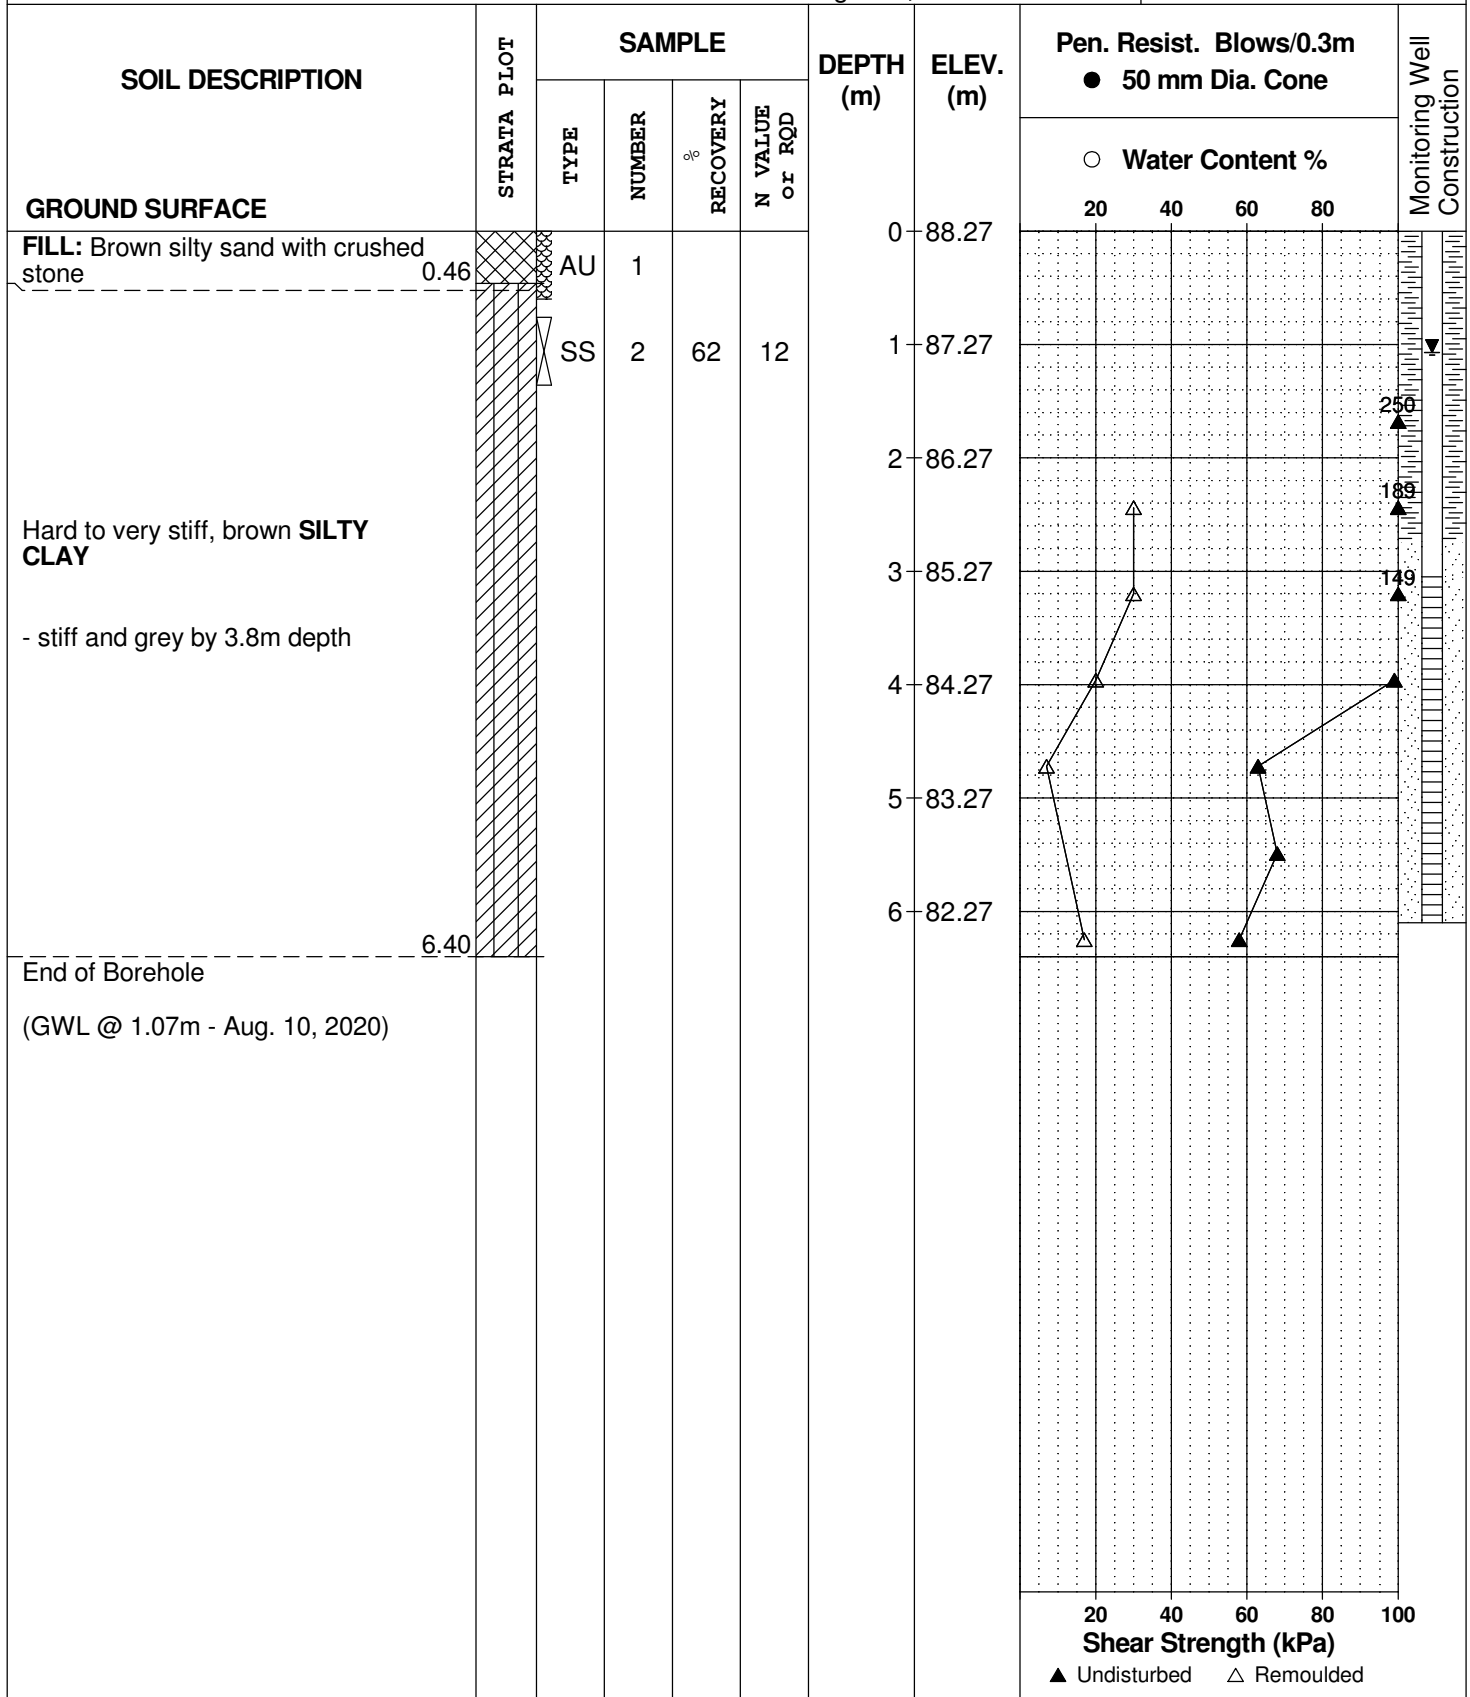 SOIL DESCRIPTION
GROUND SURFACE
STRATA PLOT
SAMPLE
TYPE
NUMBER
% RECOVERY
N VALUE or RQD
DEPTH (m)
ELEV. (m)
Pen. Resist. Blows/0.3m
● 50 mm Dia. Cone
○ Water Content %
20 40 60 80
Monitoring Well Construction
FILL: Brown silty sand with crushed
stone 0.46
AU 1
SS 2 62 12
Hard to very stiff, brown SILTY
CLAY
- stiff and grey by 3.8m depth
6.40
End of Borehole
(GWL @ 1.07m - Aug. 10, 2020)
0 88.27
1 87.27
2 86.27
3 85.27
4 84.27
5 83.27
6 82.27
250
189
149
20 40 60 80 100
Shear Strength (kPa)
▲ Undisturbed △ Remoulded